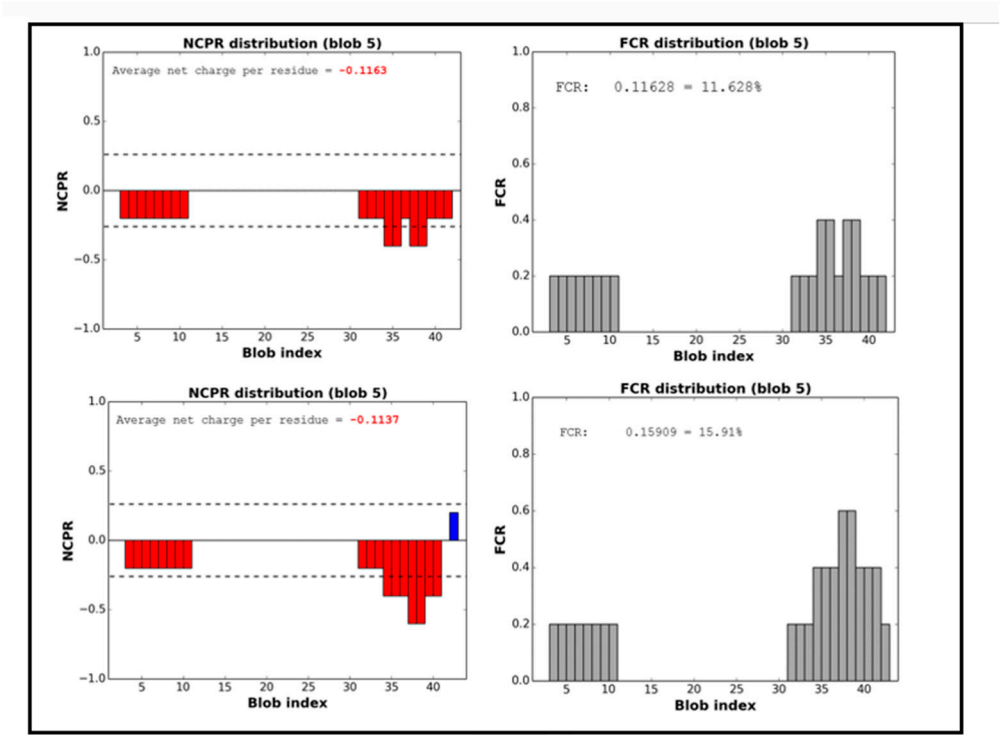 NCPR distribution (blob 5)
1.0
Average net charge per residue = -0.1163
0.5
0.0
−0.5
−1.0
NCPR
5 10 15 20 25 30 35 40
Blob index
FCR distribution (blob 5)
1.0
FCR: 0.11628 = 11.628%
0.8
0.6
0.4
0.2
0.0
FCR
5 10 15 20 25 30 35 40
Blob index
NCPR distribution (blob 5)
1.0
Average net charge per residue = -0.1137
0.5
0.0
−0.5
−1.0
NCPR
5 10 15 20 25 30 35 40
Blob index
FCR distribution (blob 5)
1.0
FCR: 0.15909 = 15.91%
0.8
0.6
0.4
0.2
0.0
FCR
5 10 15 20 25 30 35 40
Blob index